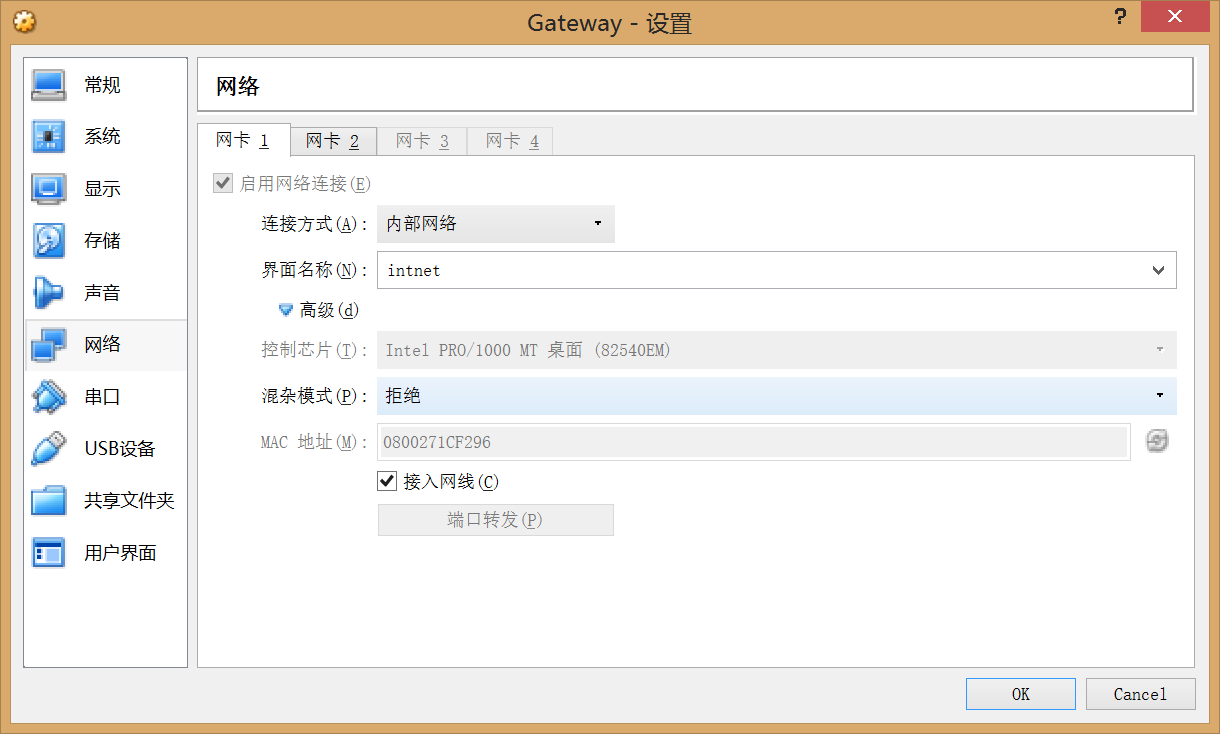 Gateway - 设置
?
常规
系统
显示
存储
声音
网络
串口
USB设备
共享文件夹
用户界面
网络
网卡 1 网卡 2 网卡 3 网卡 4
启用网络连接(E)
连接方式(A): 内部网络
界面名称(N): intnet
高级(d)
控制芯片(T): Intel PRO/1000 MT 桌面 (82540EM)
混杂模式(P): 拒绝
MAC 地址(M): 0800271CF296
接入网线(C)
端口转发(P)
OK Cancel